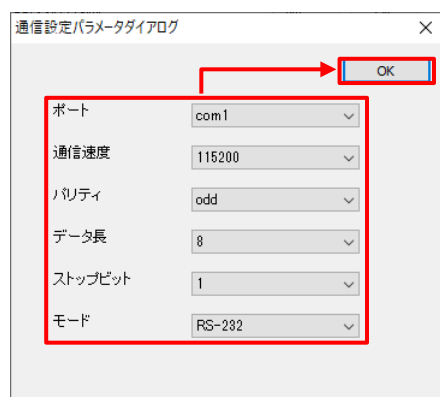 通信設定パラメータダイアログ
OK
ポート com1
通信速度 115200
パリティ odd
データ長 8
ストップビット 1
モード RS-232